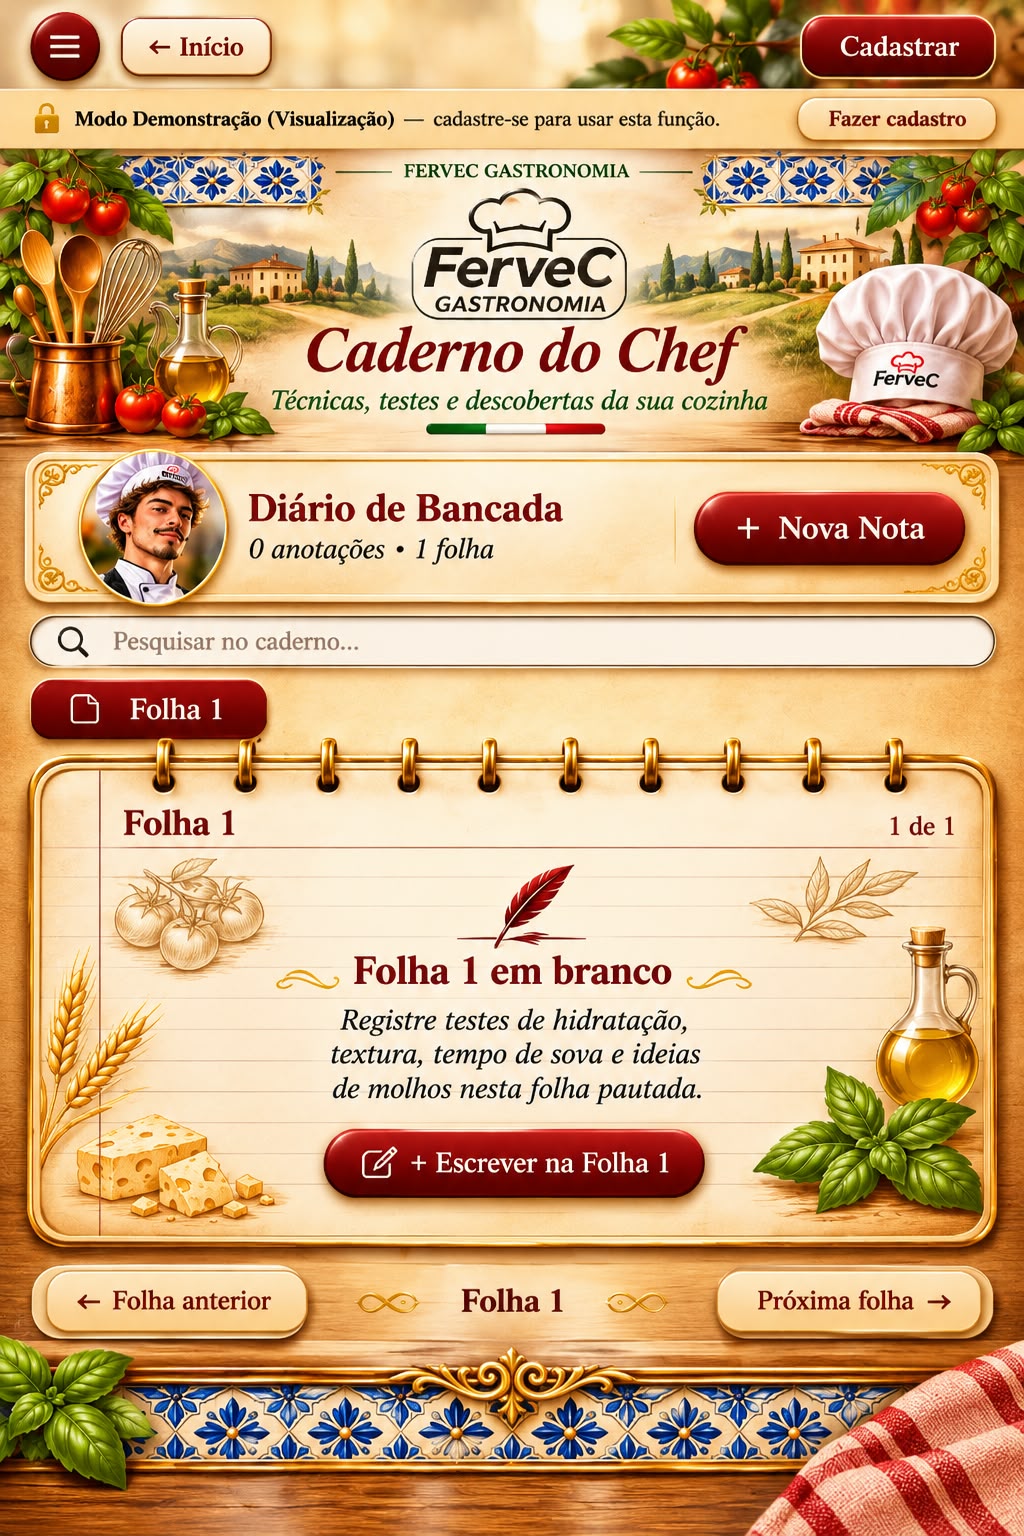 ← Início
Cadastrar
Modo Demonstração (Visualização) — cadastre-se para usar esta função.
Fazer cadastro
FERVEC GASTRONOMIA
FerveC
GASTRONOMIA
Caderno do Chef
Técnicas, testes e descobertas da sua cozinha
FerveC
Diário de Bancada
0 anotações • 1 folha
+ Nova Nota
Pesquisar no caderno...
Folha 1
Folha 1
1 de 1
Folha 1 em branco
Registre testes de hidratação,
textura, tempo de sova e ideias
de molhos nesta folha pautada.
+ Escrever na Folha 1
← Folha anterior
Folha 1
Próxima folha →